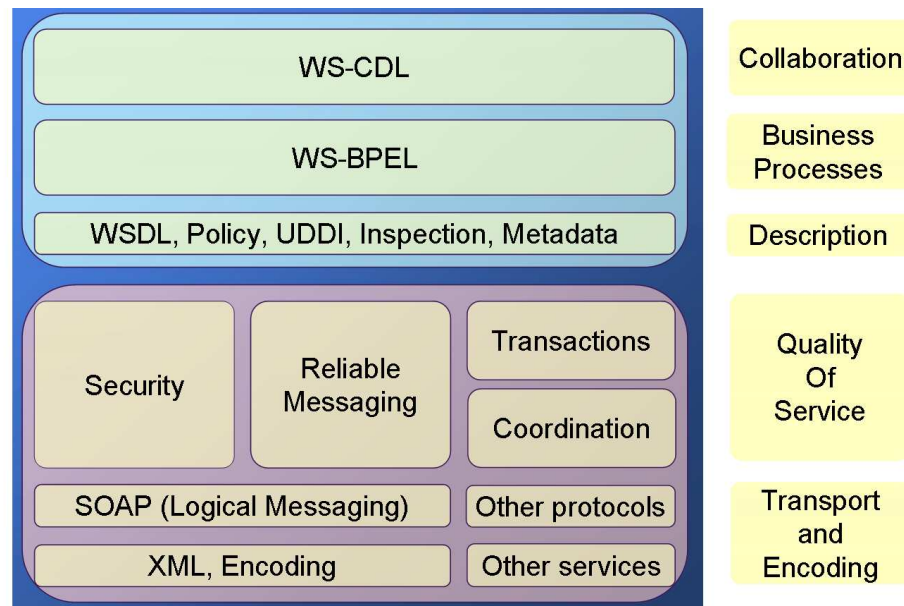 WS-CDL
Collaboration
WS-BPEL
Business
Processes
WSDL, Policy, UDDI, Inspection, Metadata
Description
Security
Reliable
Messaging
Transactions
Coordination
Quality
Of
Service
SOAP (Logical Messaging)
Other protocols
XML, Encoding
Other services
Transport
and
Encoding